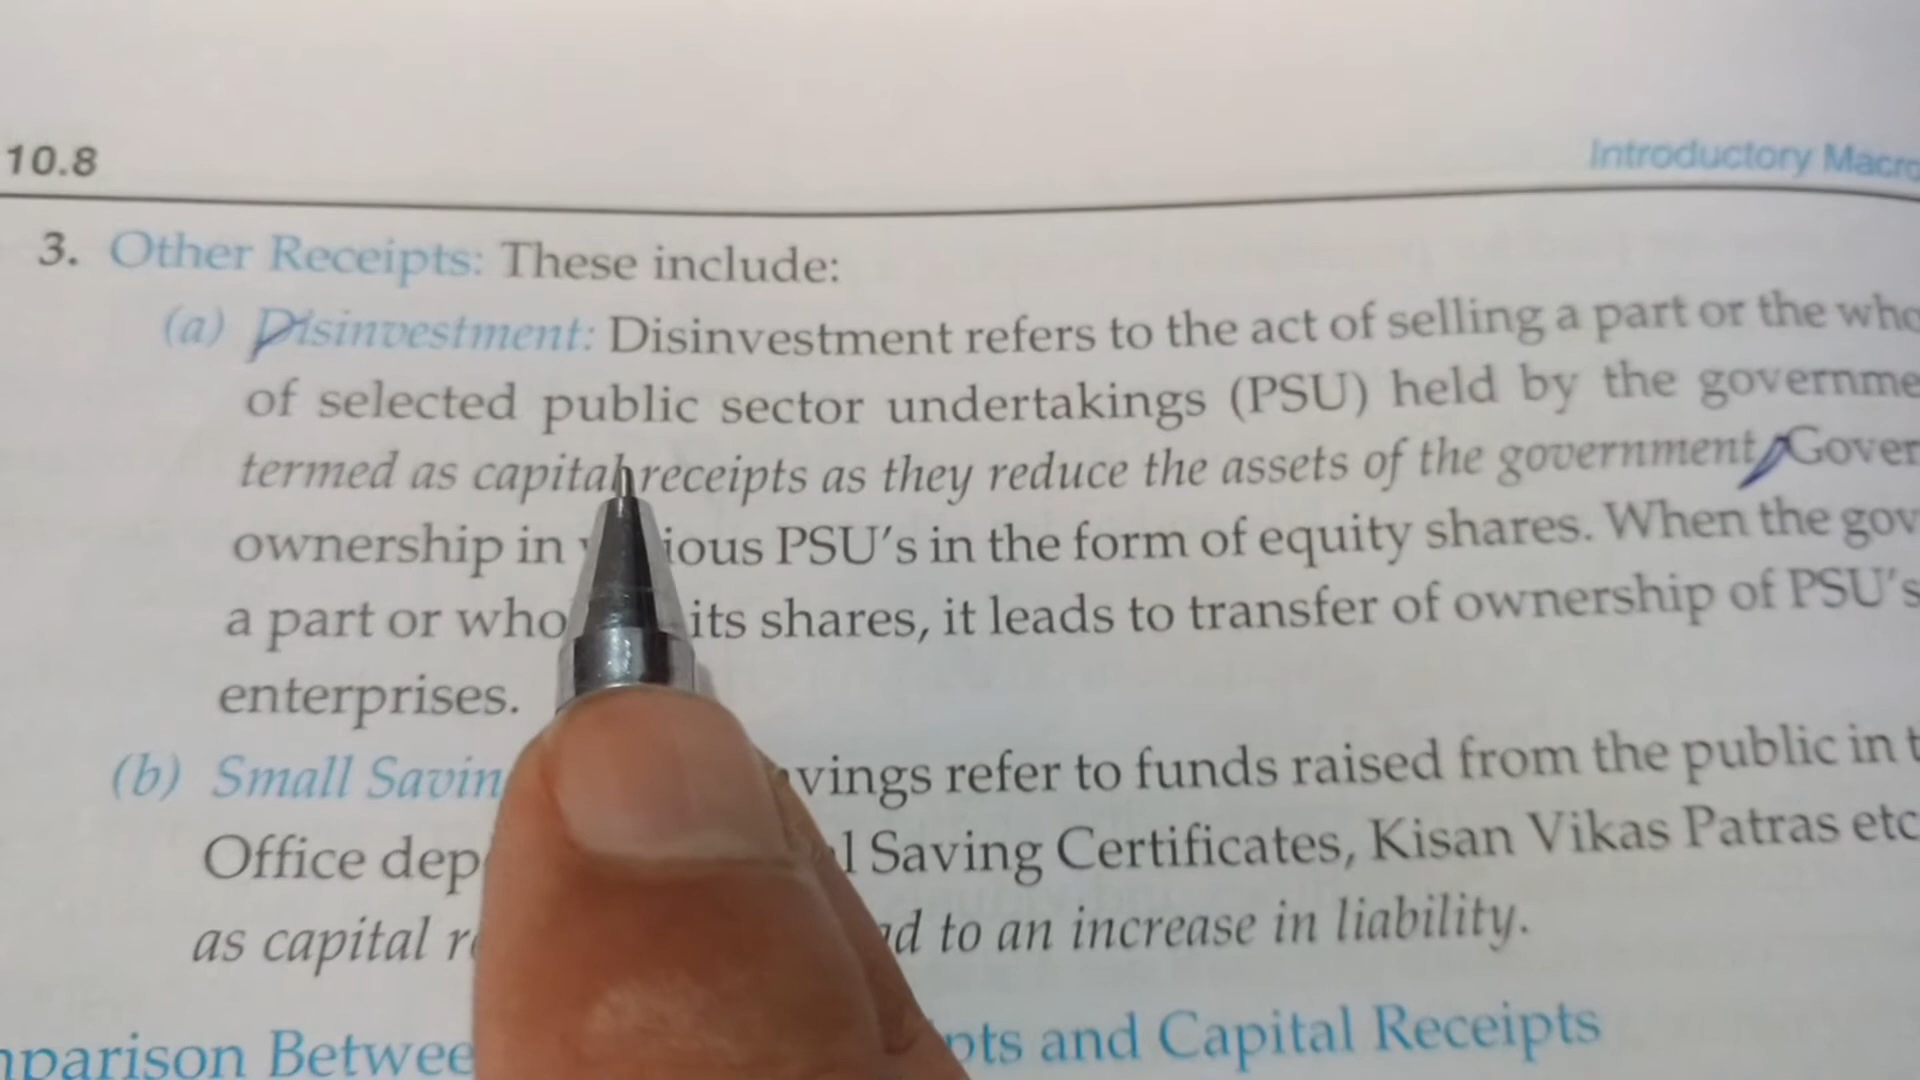 10.8
Introductory Macro
3. Other Receipts: These include:
(a) Disinvestment: Disinvestment refers to the act of selling a part or the who
of selected public sector undertakings (PSU) held by the governme
termed as capital receipts as they reduce the assets of the government. Gover
ownership in ious PSU's in the form of equity shares. When the gov
a part or who its shares, it leads to transfer of ownership of PSU's
enterprises.
(b) Small Savin vings refer to funds raised from the public in t
Office dep l Saving Certificates, Kisan Vikas Patras etc
as capital r d to an increase in liability.
mparison Betwee pts and Capital Receipts